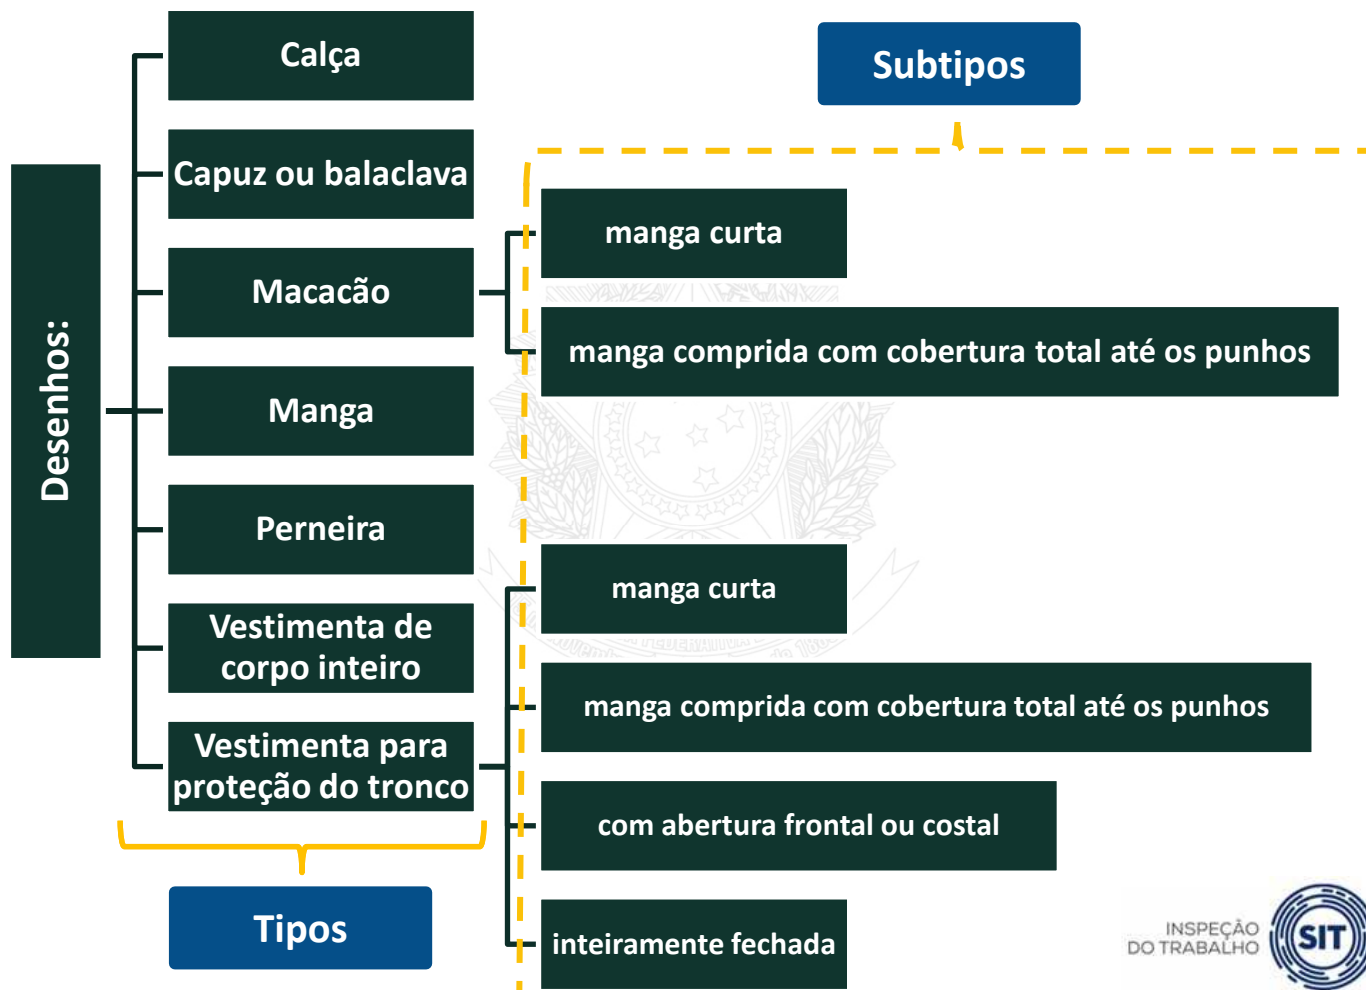 Desenhos:
Calça
Capuz ou balaclava
Macacão
Manga
Perneira
Vestimenta de
corpo inteiro
Vestimenta para
proteção do tronco
Tipos
Subtipos
manga curta
manga comprida com cobertura total até os punhos
manga curta
manga comprida com cobertura total até os punhos
com abertura frontal ou costal
inteiramente fechada
INSPEÇÃO
DO TRABALHO
SIT